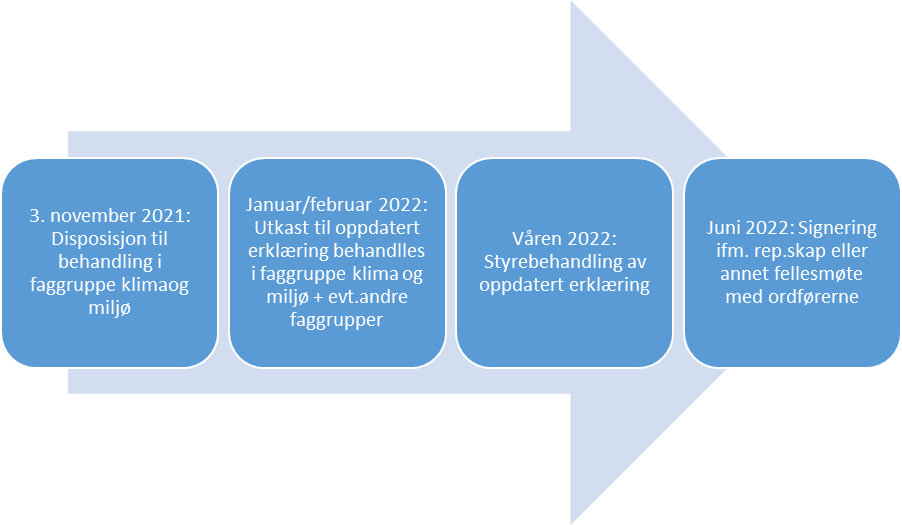 3. november 2021:
Disposisjon til
behandling i
faggruppe klimaog
miljø
Januar/februar 2022:
Utkast til oppdatert
erklæring behandlles
i faggruppe klima og
miljø + evt.andre
faggrupper
Våren 2022:
Styrebehandling av
oppdatert erklæring
Juni 2022: Signering
ifm. rep.skap eller
annet fellesmøte
med ordførerne